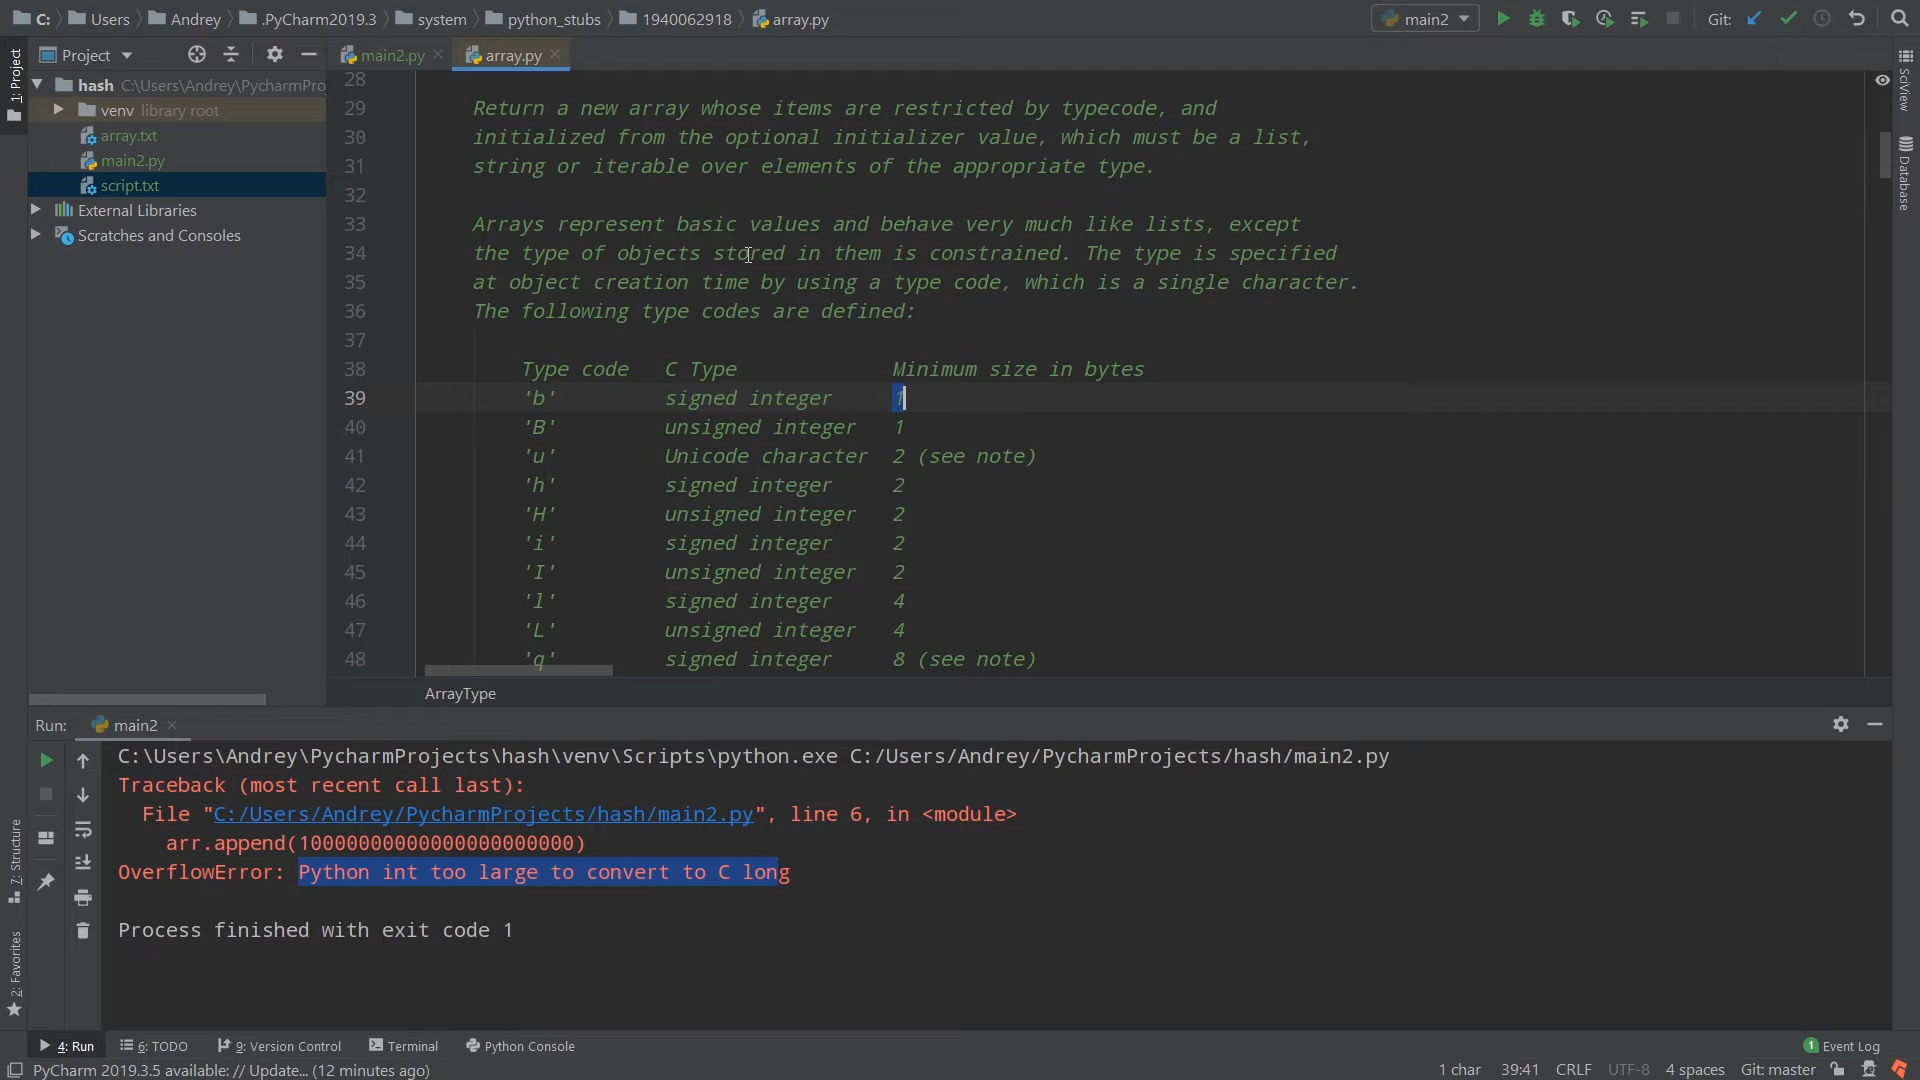 C:
Users
Andrey
.PyCharm2019.3
system
python_stubs
1940062918
array.py
main2
Git:
1: Project
Project
main2.py
array.py
hash C:\Users\Andrey\PycharmPro
venv library root
array.txt
main2.py
script.txt
External Libraries
Scratches and Consoles
28
29 Return a new array whose items are restricted by typecode, and
30 initialized from the optional initializer value, which must be a list,
31 string or iterable over elements of the appropriate type.
32
33 Arrays represent basic values and behave very much like lists, except
34 the type of objects stored in them is constrained. The type is specified
35 at object creation time by using a type code, which is a single character.
36 The following type codes are defined:
37
38 Type code C Type Minimum size in bytes
39 'b' signed integer 1
40 'B' unsigned integer 1
41 'u' Unicode character 2 (see note)
42 'h' signed integer 2
43 'H' unsigned integer 2
44 'i' signed integer 2
45 'I' unsigned integer 2
46 'l' signed integer 4
47 'L' unsigned integer 4
48 'q' signed integer 8 (see note)
ArrayType
SciView
Database
Run: main2
C:\Users\Andrey\PycharmProjects\hash\venv\Scripts\python.exe C:/Users/Andrey/PycharmProjects/hash/main2.py
Traceback (most recent call last):
File "C:/Users/Andrey/PycharmProjects/hash/main2.py", line 6, in <module>
arr.append(10000000000000000000000)
OverflowError: Python int too large to convert to C long
Process finished with exit code 1
Z: Structure
2: Favorites
4: Run
6: TODO
9: Version Control
Terminal
Python Console
1 Event Log
PyCharm 2019.3.5 available: // Update... (12 minutes ago)
1 char 39:41 CRLF UTF-8 4 spaces Git: master